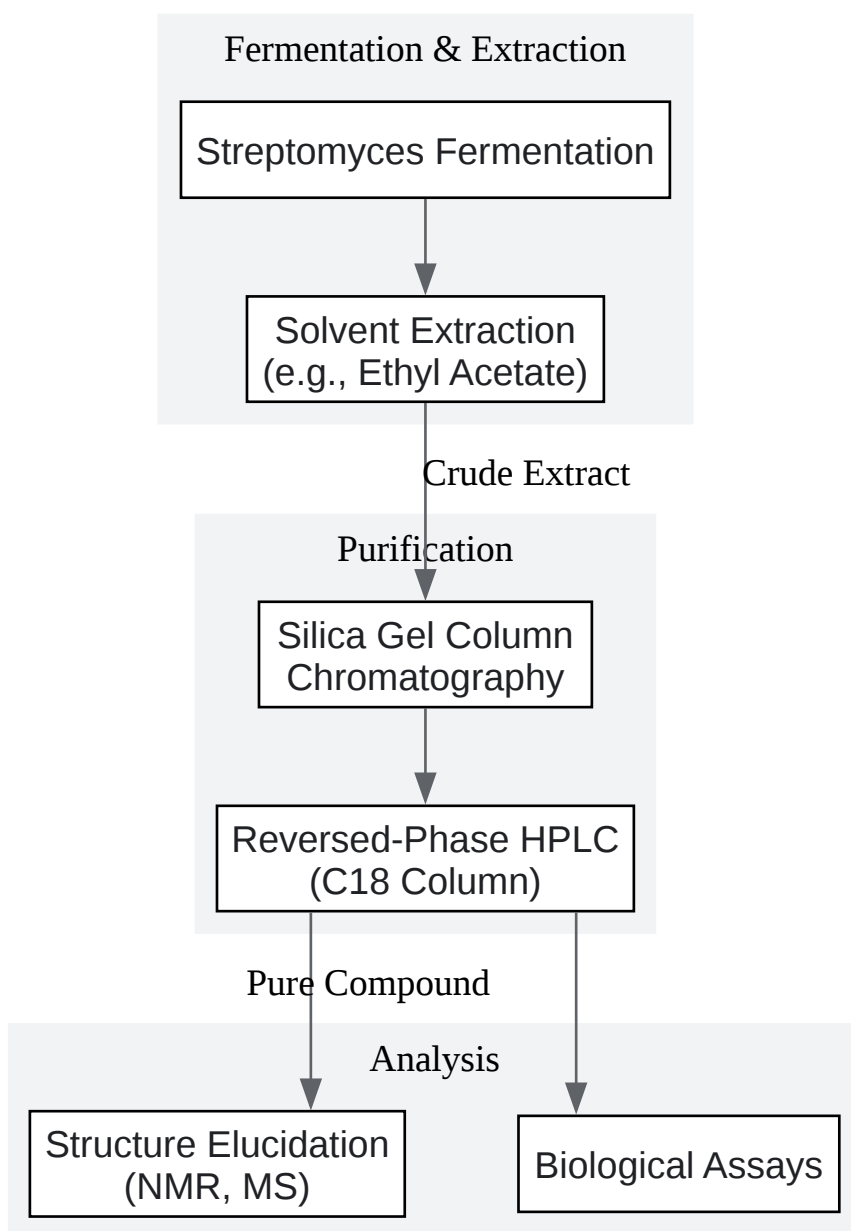 Fermentation & Extraction
Streptomyces Fermentation
Solvent Extraction
(e.g., Ethyl Acetate)
Crude Extract
Purification
Silica Gel Column
Chromatography
Reversed-Phase HPLC
(C18 Column)
Pure Compound
Analysis
Structure Elucidation
(NMR, MS)
Biological Assays